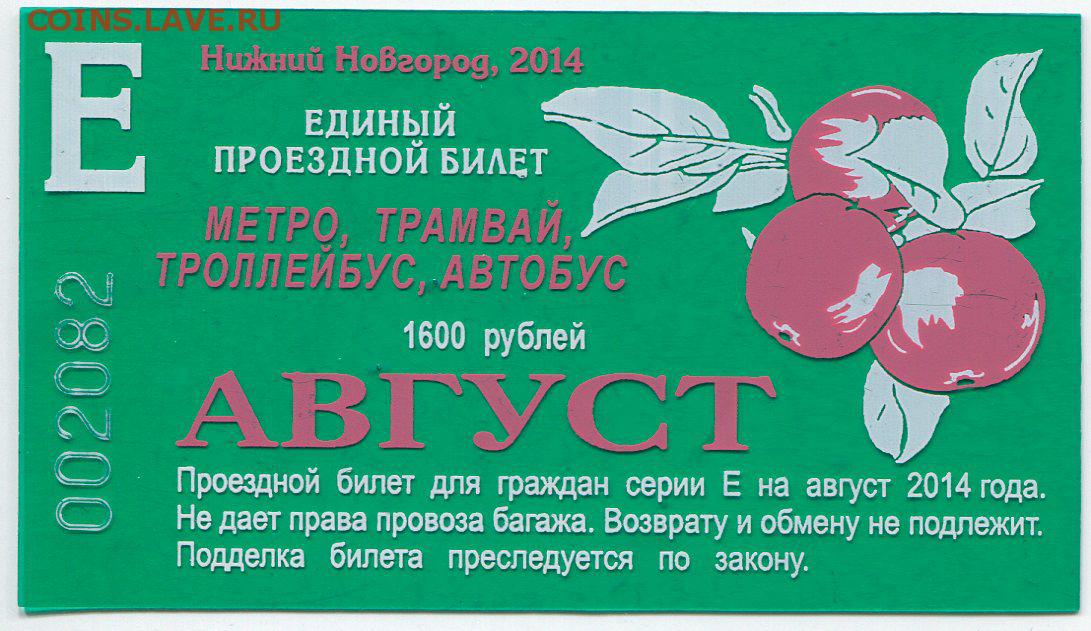 COINS.LAVE.RU
Е
Нижний Новгород, 2014
ЕДИНЫЙ
ПРОЕЗДНОЙ БИЛЕТ
МЕТРО, ТРАМВАЙ,
ТРОЛЛЕЙБУС, АВТОБУС
002082
1600 рублей
АВГУСТ
Проездной билет для граждан серии Е на август 2014 года.
Не дает права провоза багажа. Возврату и обмену не подлежит.
Подделка билета преследуется по закону.